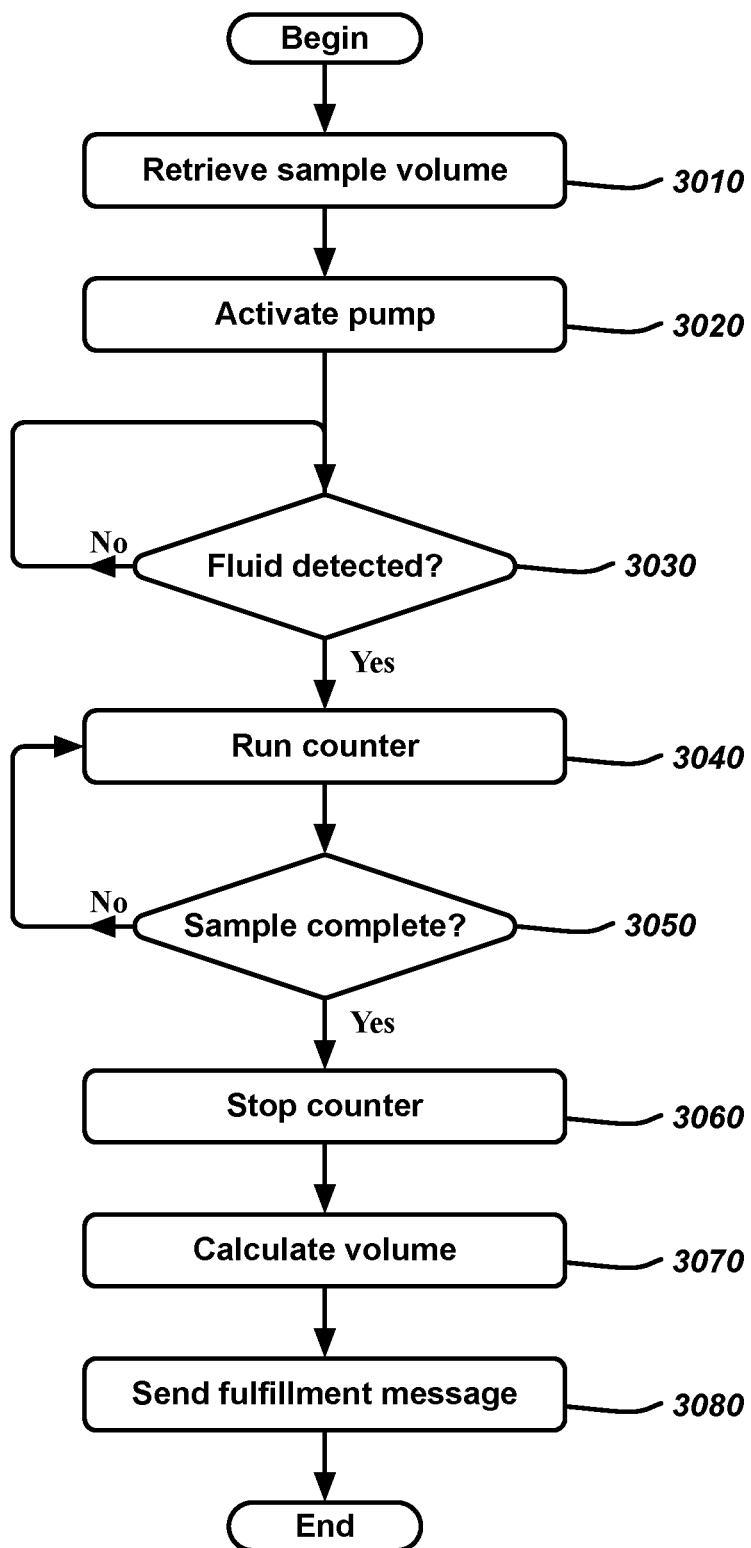 Begin
Retrieve sample volume
3010
Activate pump
3020
No
Fluid detected?
3030
Yes
Run counter
3040
No
Sample complete?
3050
Yes
Stop counter
3060
Calculate volume
3070
Send fulfillment message
3080
End